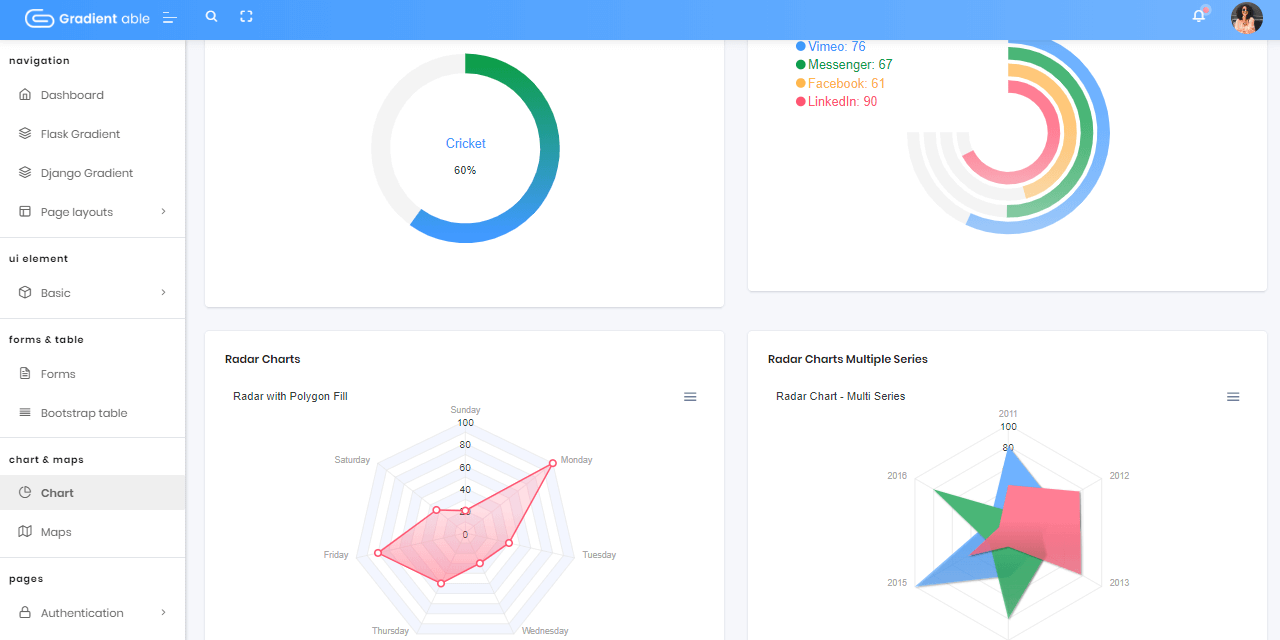 Gradient able
navigation
Dashboard
Flask Gradient
Django Gradient
Page layouts
ui element
Basic
forms & table
Forms
Bootstrap table
chart & maps
Chart
Maps
pages
Authentication
Cricket
60%
Vimeo: 76
Messenger: 67
Facebook: 61
LinkedIn: 90
Radar Charts
Radar with Polygon Fill
Sunday
100
80
60
40
20
0
Monday
Tuesday
Wednesday
Thursday
Friday
Saturday
Radar Charts Multiple Series
Radar Chart - Multi Series
2011
100
80
2012
2013
2015
2016